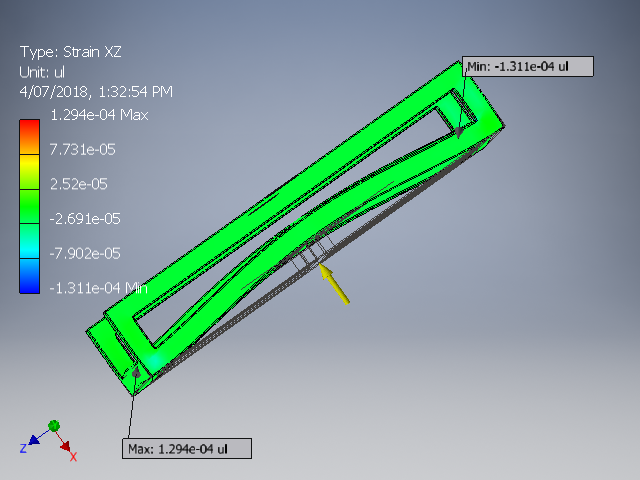 Type: Strain XZ
Unit: ul
4/07/2018, 1:32:54 PM
1.294e-04 Max
7.731e-05
2.52e-05
-2.691e-05
-7.902e-05
-1.311e-04 Min
Min: -1.311e-04 ul
Max: 1.294e-04 ul
Z
X